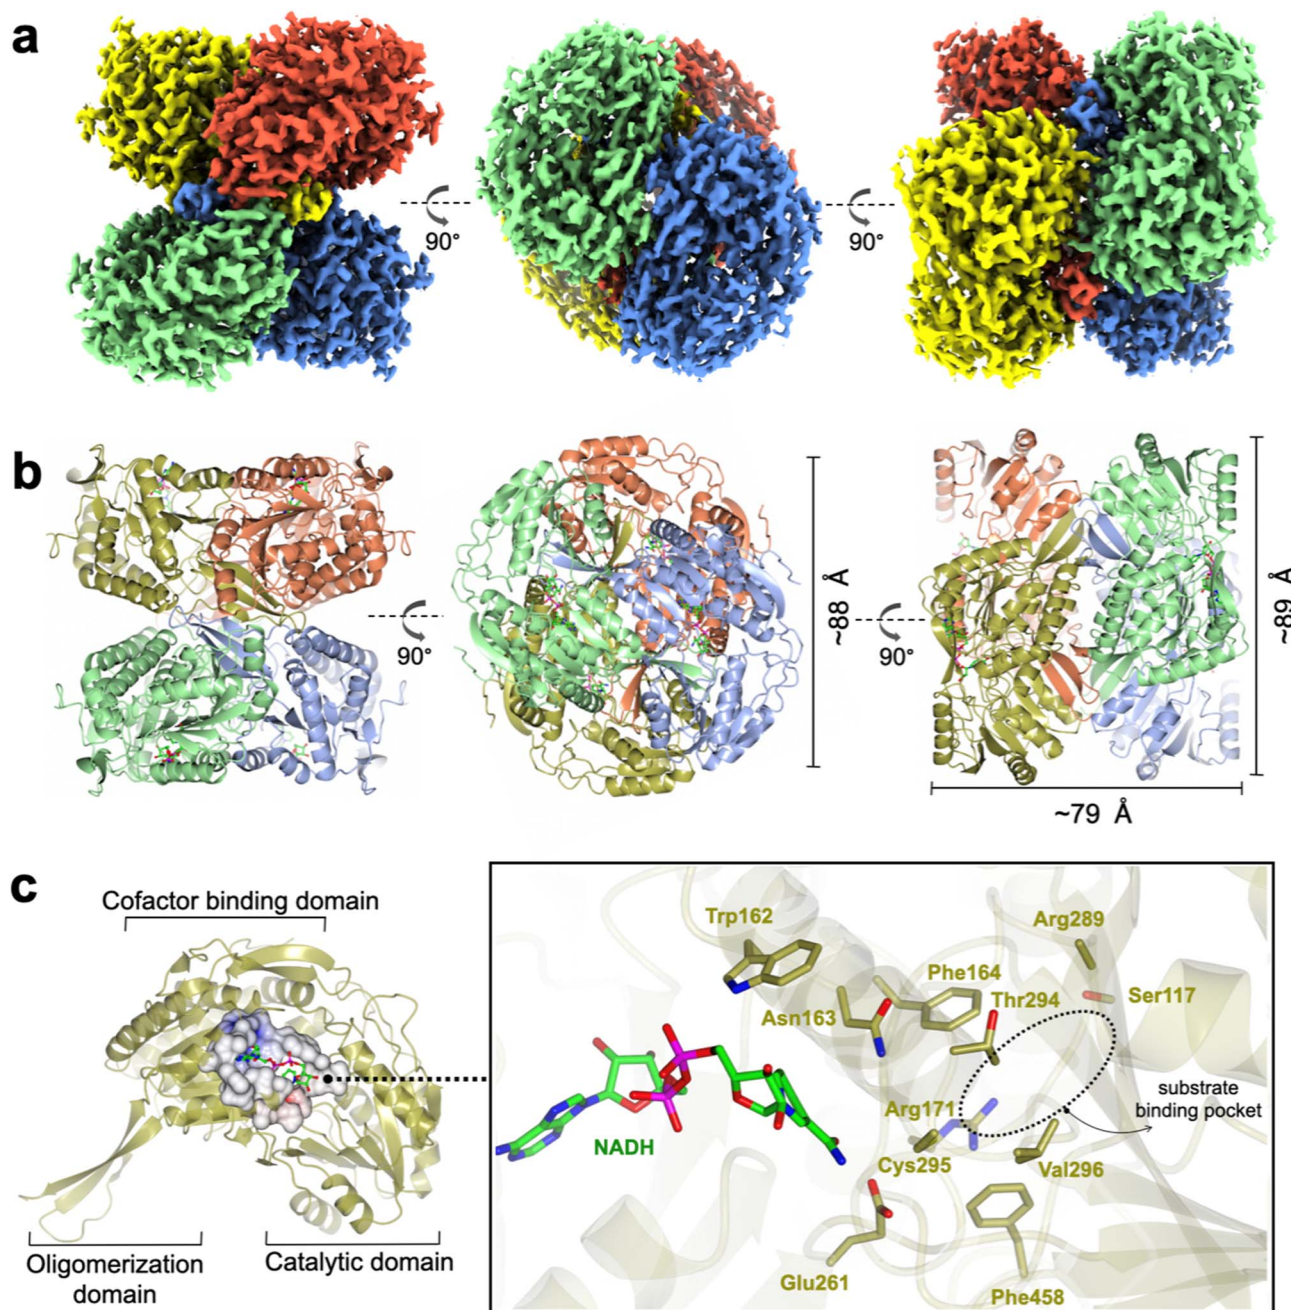 a
90°
90°
b
90°
~88 Å
90°
~89 Å
~79 Å
c
Cofactor binding domain
Oligomerization
domain
Catalytic domain
Trp162
Arg289
Phe164
Asn163
Thr294
Ser117
substrate
binding pocket
Arg171
NADH
Cys295
Val296
Glu261
Phe458